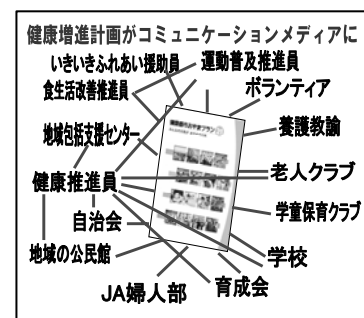 健康増進計画がコミュニケーションメディアに
いきいきふれあい援助員
運動普及推進員
食生活改善推進員
ボランティア
地域包括支援センター
養護教諭
健康推進員
老人クラブ
自治会
学童保育クラブ
地域の公民館
学校
JA婦人部
育成会